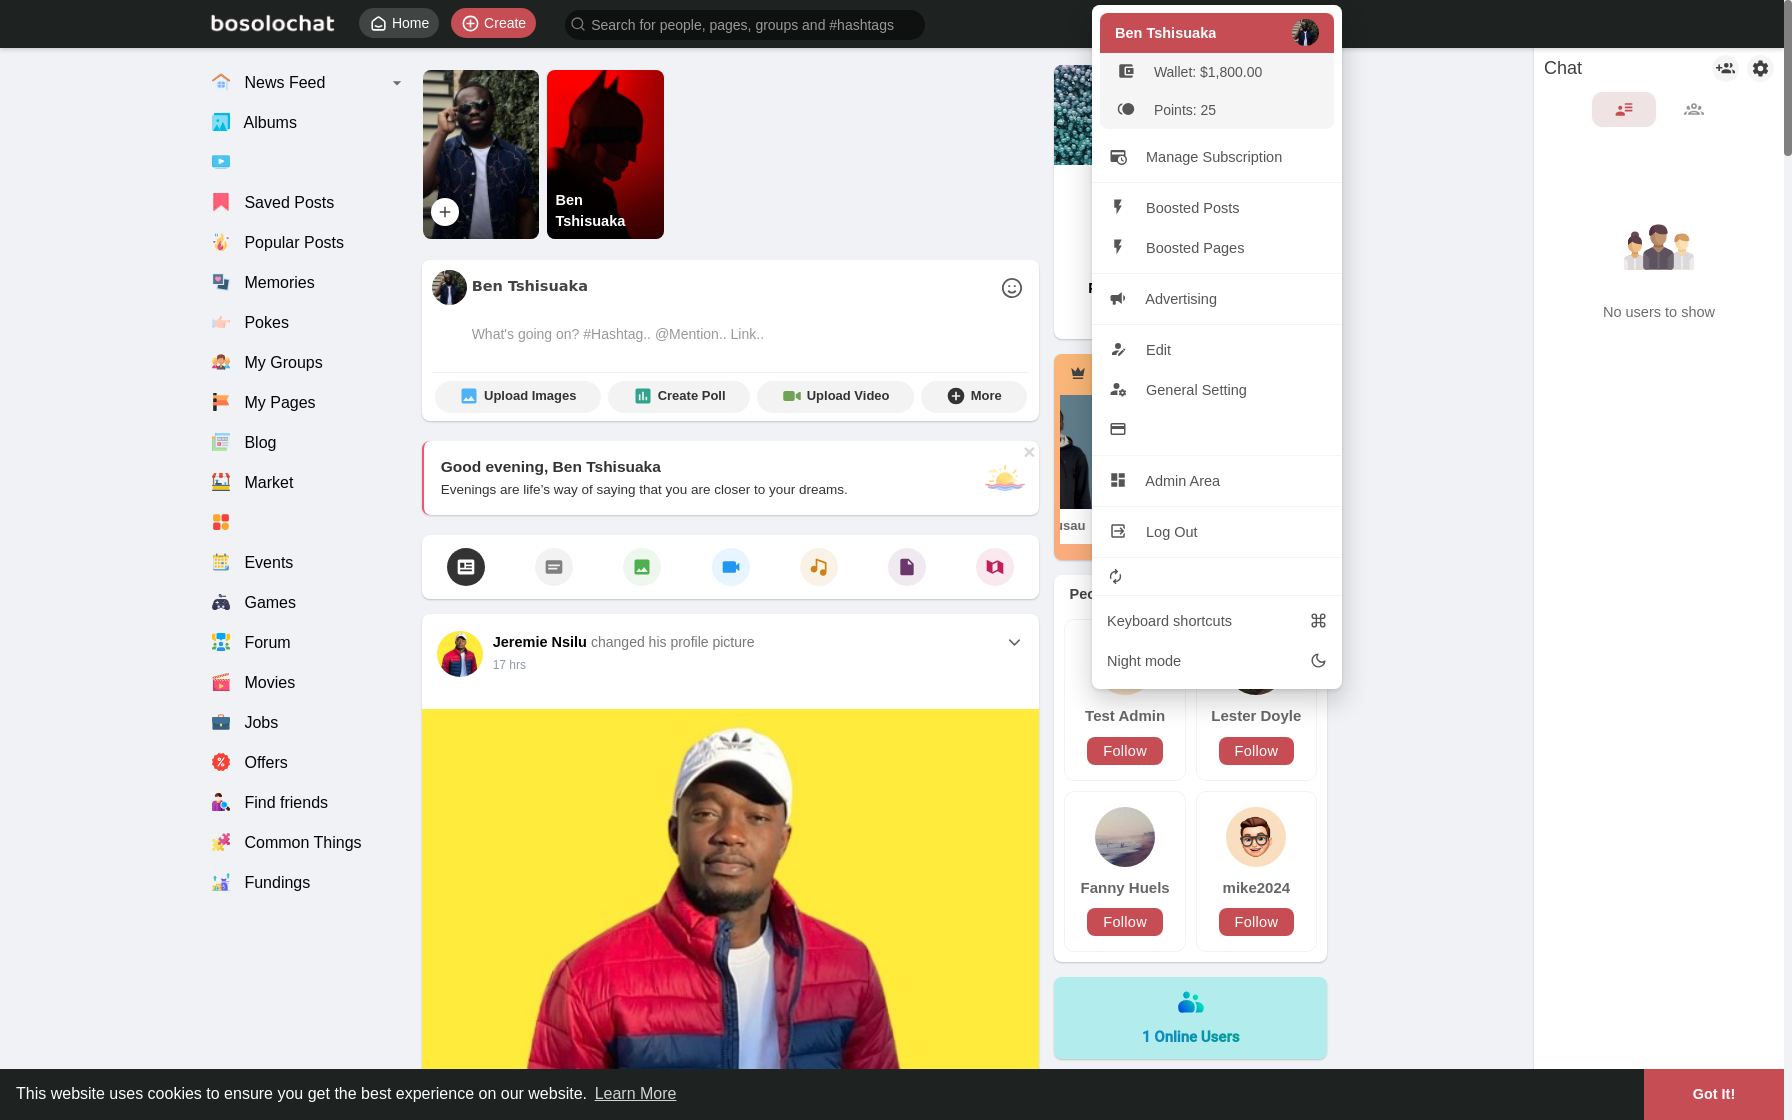 bosolochat
Home
Create
Search for people, pages, groups and #hashtags
News Feed
Albums
Saved Posts
Popular Posts
Memories
Pokes
My Groups
My Pages
Blog
Market
Events
Games
Forum
Movies
Jobs
Offers
Find friends
Common Things
Fundings
Ben
Tshisuaka
Ben Tshisuaka
What's going on? #Hashtag.. @Mention.. Link..
Upload Images
Create Poll
Upload Video
More
Good evening, Ben Tshisuaka
Evenings are life's way of saying that you are closer to your dreams.
Jeremie Nsilu changed his profile picture
17 hrs
Ben Tshisuaka
Wallet: $1,800.00
Points: 25
Manage Subscription
Boosted Posts
Boosted Pages
Advertising
Edit
General Setting
Admin Area
Log Out
Keyboard shortcuts
Night mode
Test Admin
Follow
Lester Doyle
Follow
Fanny Huels
Follow
mike2024
Follow
1 Online Users
Chat
No users to show
This website uses cookies to ensure you get the best experience on our website. Learn More
Got It!